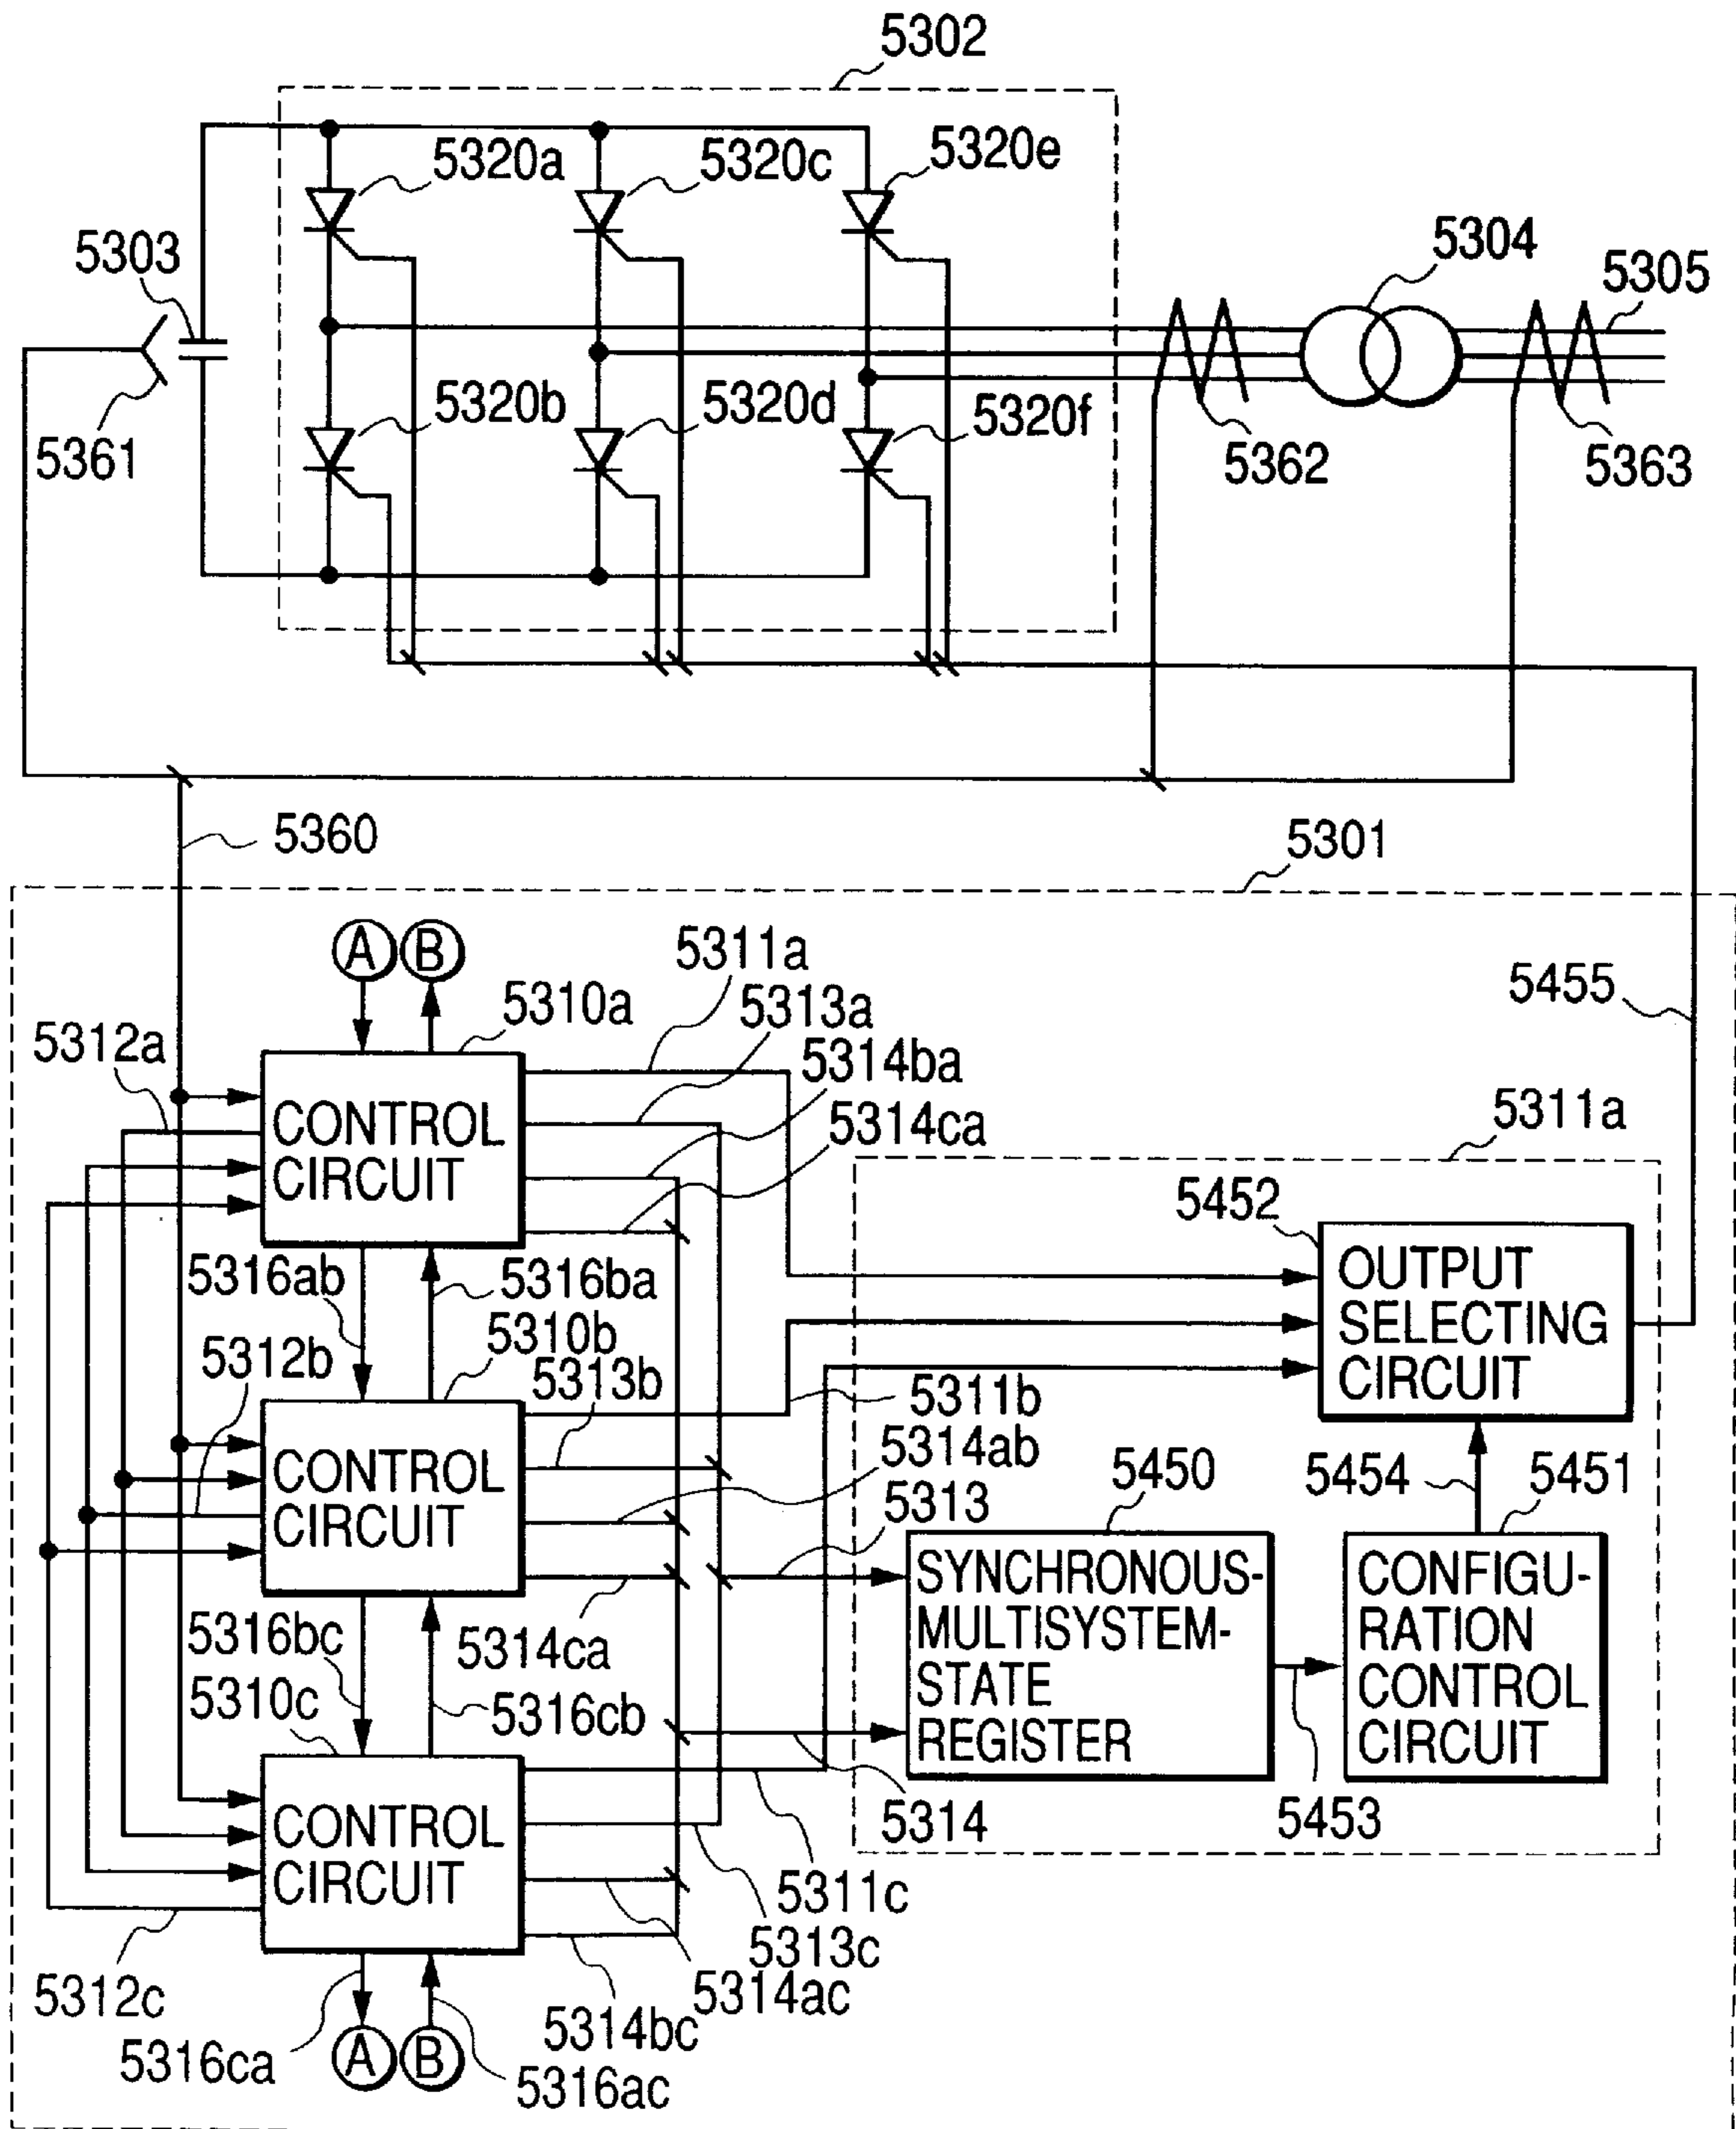 5302
5320a
5320c
5320e
5303
5304
5305
5320b
5320d
5320f
5361
5362
5363
5360
5301
A
B
5311a
5310a
5313a
5455
5312a
5314ba
5314ca
5311a
CONTROL
CIRCUIT
5452
OUTPUT
SELECTING
CIRCUIT
5316ab
5316ba
5310b
5312b
5313b
5311b
5314ab
5313
CONTROL
CIRCUIT
5450
5454
5451
SYNCHRONOUS-
MULTISYSTEM-
STATE
REGISTER
CONFIGU-
RATION
CONTROL
CIRCUIT
5316bc
5314ca
5310c
5316cb
5314
5453
CONTROL
CIRCUIT
5311c
5313c
5314ac
5312c
5314bc
5316ca
A
B
5316ac